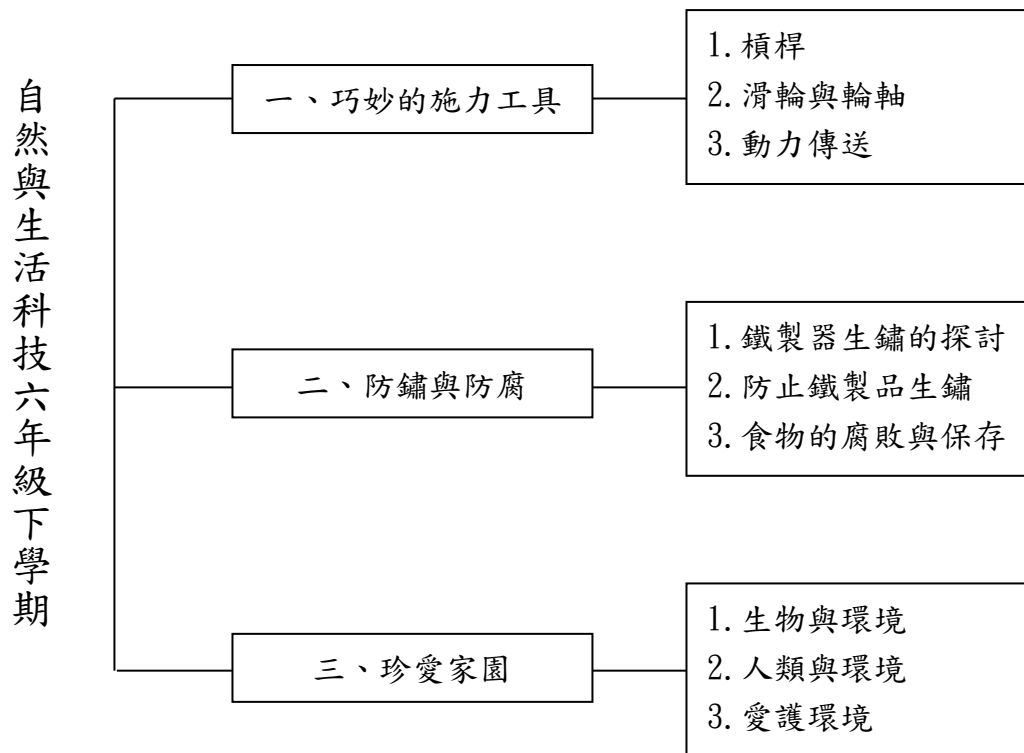 自然與生活科技六年級下學期
一、巧妙的施力工具
1.槓桿
2.滑輪與輪軸
3.動力傳送
二、防鏽與防腐
1.鐵製器生鏽的探討
2.防止鐵製品生鏽
3.食物的腐敗與保存
三、珍愛家園
1.生物與環境
2.人類與環境
3.愛護環境